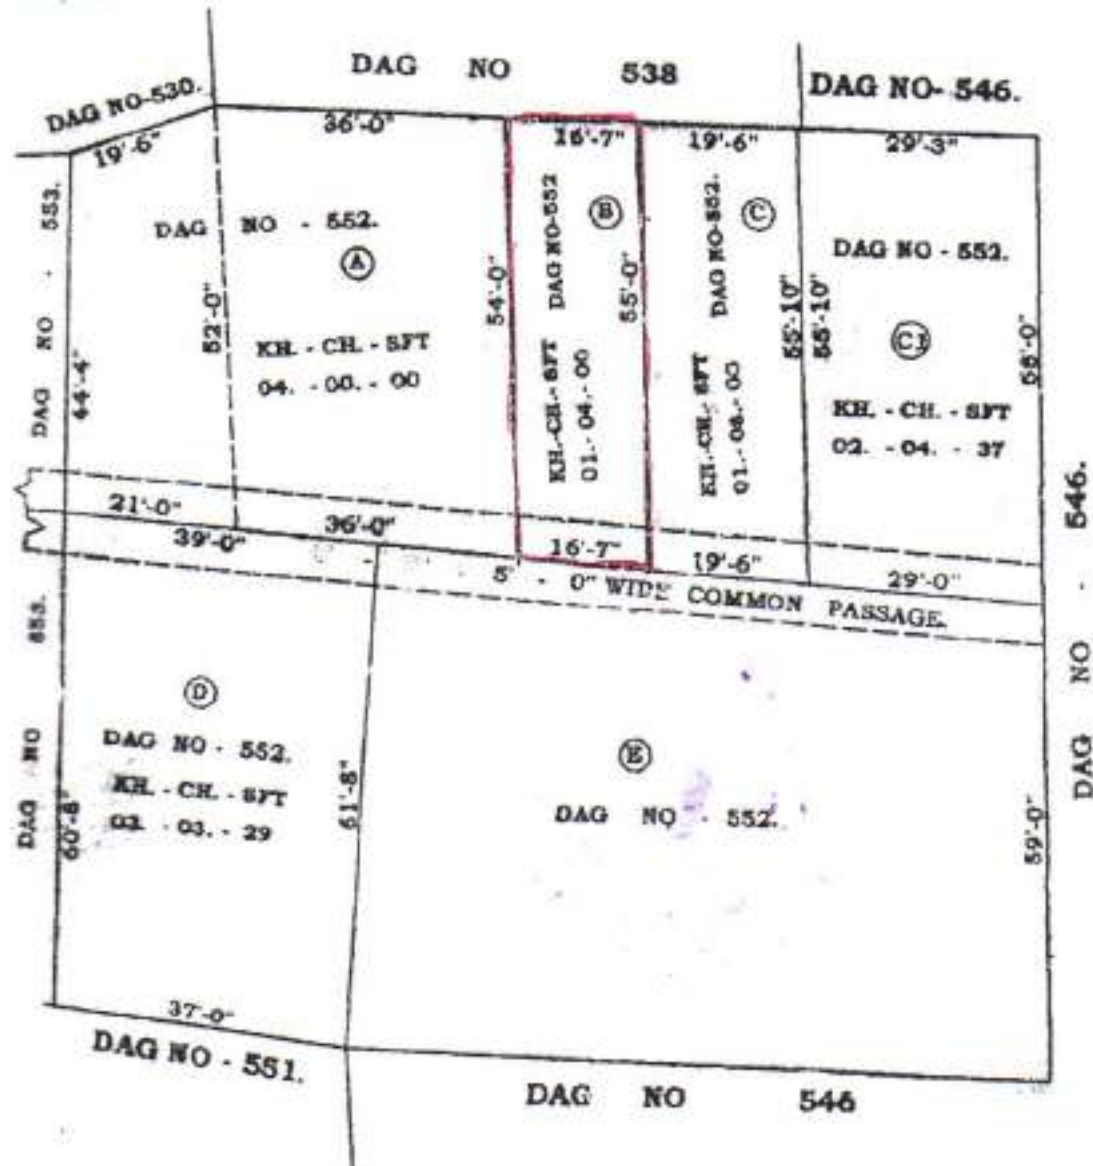 DAG NO 538
DAG NO- 546.
DAG NO-530.
19'-6"
36'-0"
16'-7"
19'-6"
29'-3"
DAG NO - 553.
44'-4"
DAG NO - 552.
A
52'-0"
KH. - CH. - SFT
04. - 00. - 00
54'-0"
B
DAG NO-552
KH.-CH.-SFT
01.- 04.- 00
55'-0"
C
DAG NO-552.
KH.-CH.- SFT
55'-10"
55'-10"
DAG NO - 552.
C1
KH. - CH. - SFT
02. - 04. - 37
58'-0"
21'-0"
36'-0"
16'-7"
19'-6"
29'-0"
39'-0"
5' - 0" WIDE COMMON PASSAGE.
DAG NO 553.
60'-8"
D
DAG NO - 552.
KH. - CH. - SFT
03. - 03. - 29
61'-8"
E
DAG NO - 552.
59'-0"
DAG NO - 546.
37'-0"
DAG NO - 551.
DAG NO 546